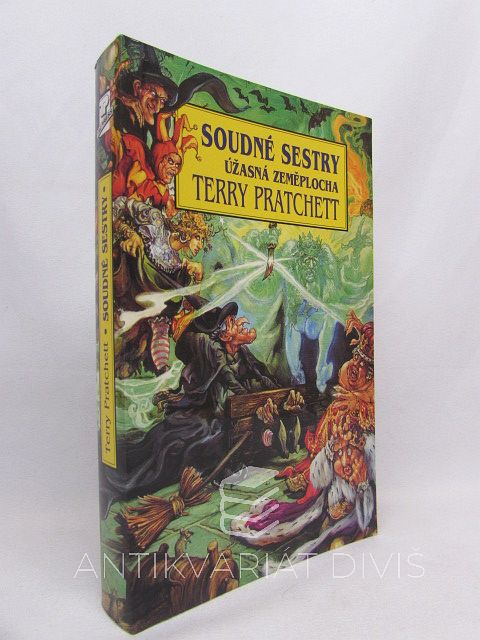 SOUDNÉ SESTRY
ÚŽASNÁ ZEMĚPLOCHA
TERRY PRATCHETT
Terry Pratchett • SOUDNÉ SESTRY •
ANTIKVARIÁT DIVIŠ